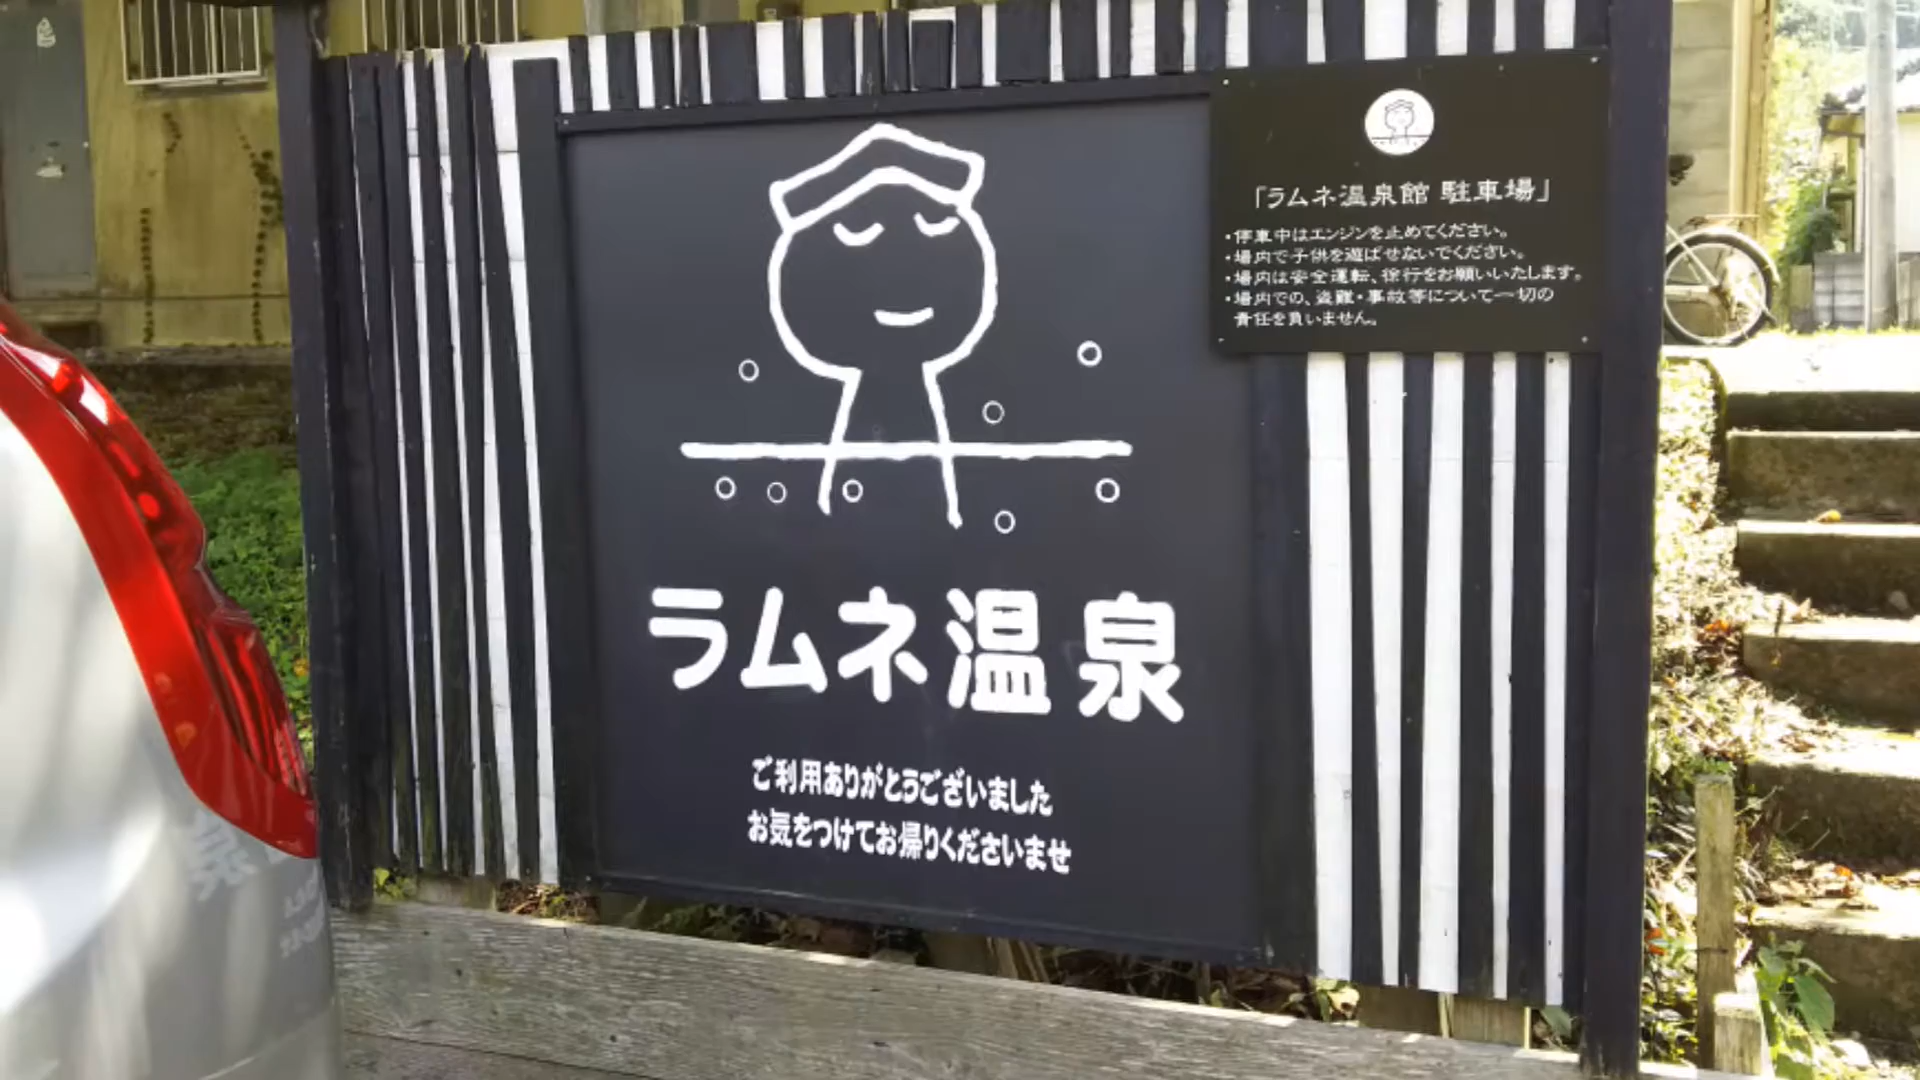 ラムネ温泉
ご利用ありがとうございました
お気をつけてお帰りくださいませ
「ラムネ温泉館 駐車場」
・停車中はエンジンを止めてください。
・場内で子供を遊ばせないでください。
・場内は安全運転、徐行をお願いいたします。
・場内での、盗難・事故等について一切の
責任を負いません。